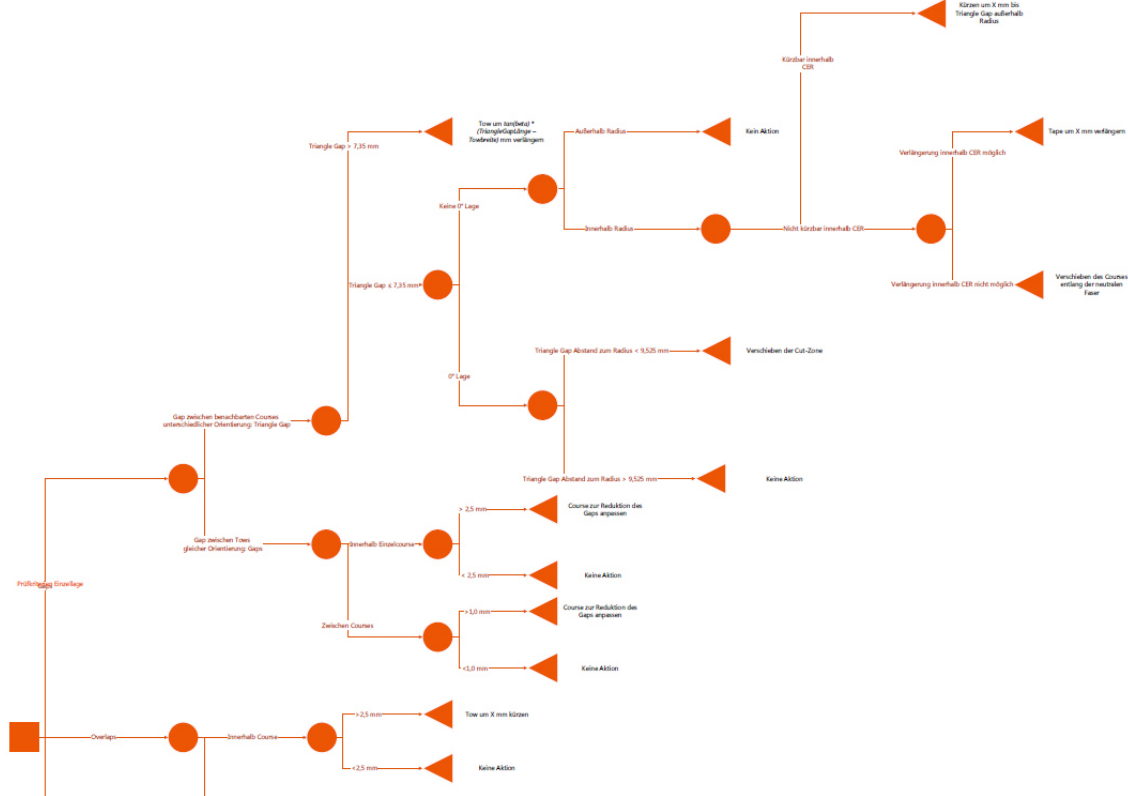 Kürzen um X mm bis
Triangle Gap außerhalb
Radius
Kürzbar innerhalb
CER
Tow um tan(beta) *
(TriangleGapLänge –
Towbreite) mm verlängern
Außerhalb Radius
Kein Aktion
Tape um X mm verlängern
Triangle Gap > 7,35 mm
Verlängerung innerhalb CER möglich
Keine 0° Lage
Innerhalb Radius
Nicht kürzbar innerhalb CER
Triangle Gap ≤ 7,35 mm
Verlängerung innerhalb CER nicht möglich
Verschieben des Courses
entlang der neutralen
Faser
Triangle Gap Abstand zum Radius < 9,525 mm
Verschieben der Cut-Zone
0° Lage
Gap zwischen benachbarten Courses
unterschiedlicher Orientierung: Triangle Gap
Triangle Gap Abstand zum Radius > 9,525 mm
Keine Aktion
> 2,5 mm
Course zur Reduktion des
Gaps anpassen
Gap zwischen Tows
gleicher Orientierung: Gaps
Innerhalb Einzelcourse
< 2,5 mm
Keine Aktion
Prüfkriterien Einzellage
Gaps
>1,0 mm
Course zur Reduktion des
Gaps anpassen
Zwischen Courses
<1,0 mm
Keine Aktion
>2,5 mm
Tow um X mm kürzen
Overlaps
Innerhalb Course
<2,5 mm
Keine Aktion